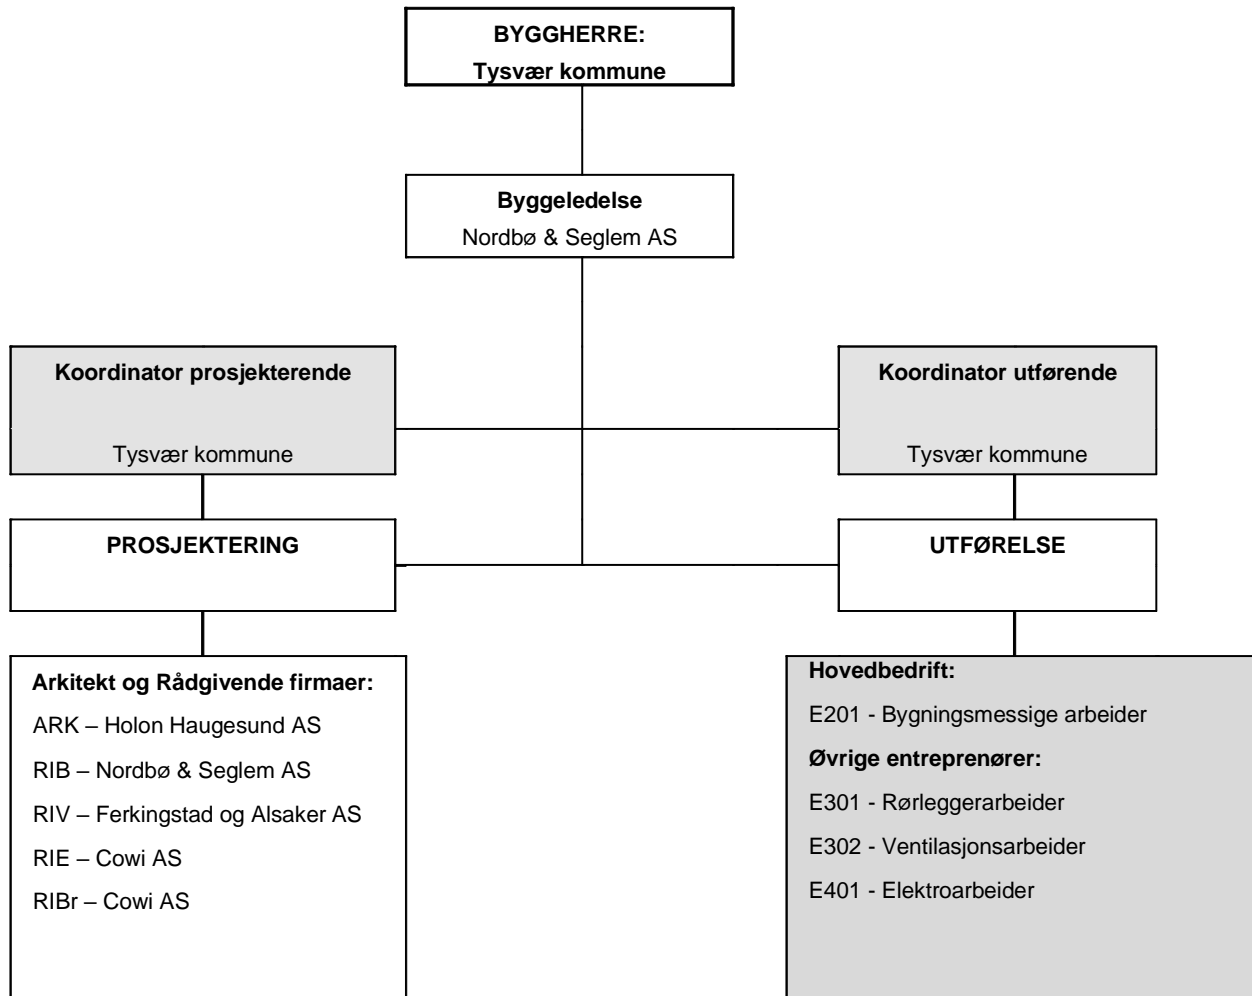 BYGGHERRE:
Tysvær kommune
Byggeledelse
Nordbø & Seglem AS
Koordinator prosjekterende
Tysvær kommune
Koordinator utførende
Tysvær kommune
PROSJEKTERING
UTFØRELSE
Arkitekt og Rådgivende firmaer:
ARK – Holon Haugesund AS
RIB – Nordbø & Seglem AS
RIV – Ferkingstad og Alsaker AS
RIE – Cowi AS
RIBr – Cowi AS
Hovedbedrift:
E201 - Bygningsmessige arbeider
Øvrige entreprenører:
E301 - Rørleggerarbeider
E302 - Ventilasjonsarbeider
E401 - Elektroarbeider